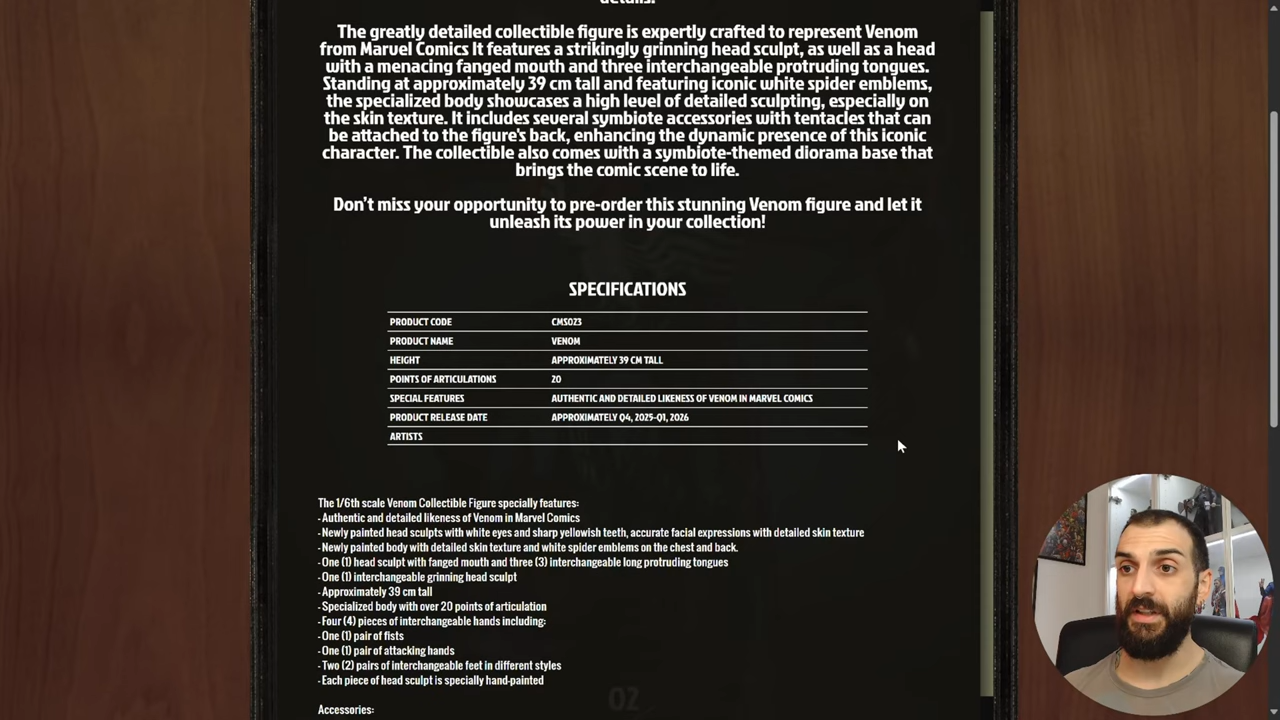 details.
The greatly detailed collectible figure is expertly crafted to represent Venom
from Marvel Comics It features a strikingly grinning head sculpt, as well as a head
with a menacing fanged mouth and three interchangeable protruding tongues.
Standing at approximately 39 cm tall and featuring iconic white spider emblems,
the specialized body showcases a high level of detailed sculpting, especially on
the skin texture. It includes several symbiote accessories with tentacles that can
be attached to the figure's back, enhancing the dynamic presence of this iconic
character. The collectible also comes with a symbiote-themed diorama base that
brings the comic scene to life.
Don't miss your opportunity to pre-order this stunning Venom figure and let it
unleash its power in your collection!
SPECIFICATIONS
PRODUCT CODE CMS023
PRODUCT NAME VENOM
HEIGHT APPROXIMATELY 39 CM TALL
POINTS OF ARTICULATIONS 20
SPECIAL FEATURES AUTHENTIC AND DETAILED LIKENESS OF VENOM IN MARVEL COMICS
PRODUCT RELEASE DATE APPROXIMATELY Q4, 2025-Q1, 2026
ARTISTS
The 1/6th scale Venom Collectible Figure specially features:
- Authentic and detailed likeness of Venom in Marvel Comics
- Newly painted head sculpts with white eyes and sharp yellowish teeth, accurate facial expressions with detailed skin texture
- Newly painted body with detailed skin texture and white spider emblems on the chest and back.
- One (1) head sculpt with fanged mouth and three (3) interchangeable long protruding tongues
- One (1) interchangeable grinning head sculpt
- Approximately 39 cm tall
- Specialized body with over 20 points of articulation
- Four (4) pieces of interchangeable hands including:
- One (1) pair of fists
- One (1) pair of attacking hands
- Two (2) pairs of interchangeable feet in different styles
- Each piece of head sculpt is specially hand-painted
02
Accessories: